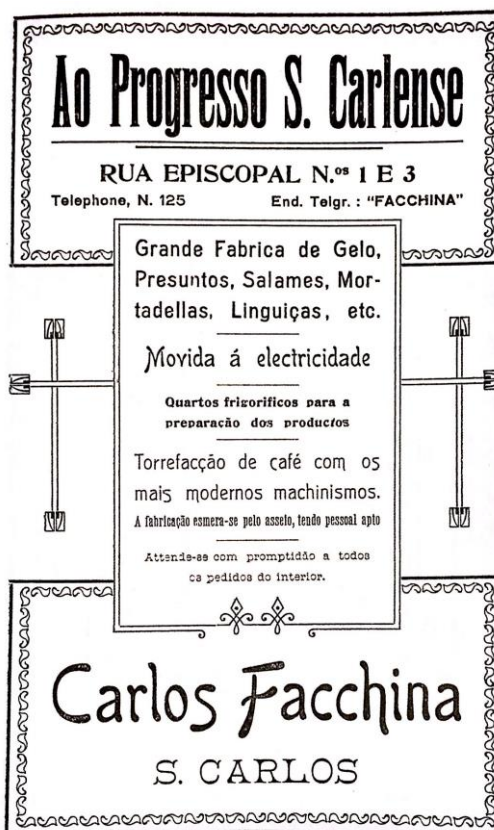 Ao Progresso S. Carlense
RUA EPISCOPAL N.ºs 1 E 3
Telephone, N. 125 End. Telgr. : "FACCHINA"
Grande Fabrica de Gelo,
Presuntos, Salames, Mor-
tadellas, Linguiças, etc.
Movida á electricidade
Quartos frigorificos para a
preparação dos productos
Torrefacção de café com os
mais modernos machinismos.
A fabricação esmera-se pelo asseio, tendo pessoal apto
Attende-se com promptidão a todos
os pedidos do interior.
Carlos Facchina
S. CARLOS